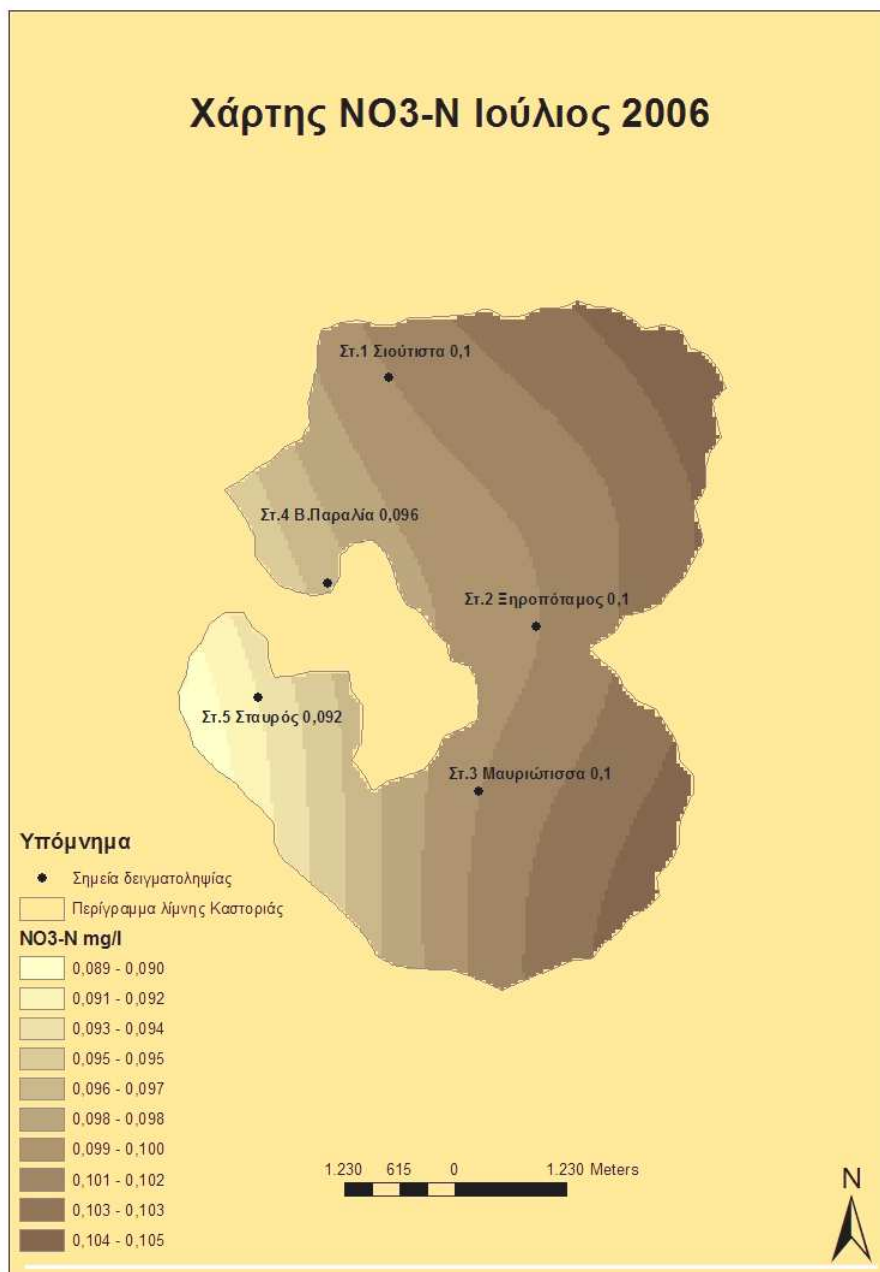 Χάρτης NO3-N Ιούλιος 2006
Στ.1 Σιούτιστα 0,1
Στ.4 Β.Παραλία 0,096
Στ.2 Ξηροπόταμος 0,1
Στ.5 Σταυρός 0,092
Στ.3 Μαυριώτισσα 0,1
Υπόμνημα
Σημεία δειγματοληψίας
Περίγραμμα λίμνης Καστοριάς
NO3-N mg/l
0,089 - 0,090
0,091 - 0,092
0,093 - 0,094
0,095 - 0,095
0,096 - 0,097
0,098 - 0,098
0,099 - 0,100
0,101 - 0,102
0,103 - 0,103
0,104 - 0,105
1.230 615 0 1.230 Meters
N